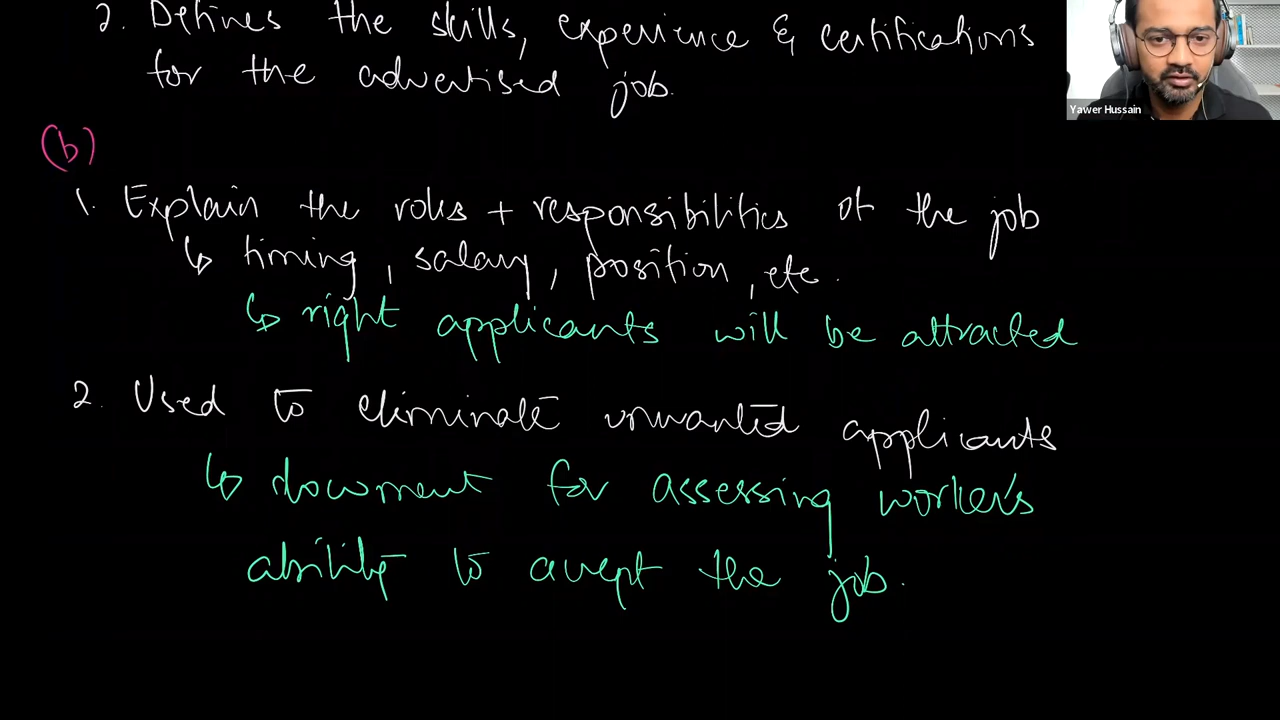 2. Defines the skills, experience & certifications
for the advertised job.
Yawer Hussain
(b)
1. Explain the roles + responsibilities of the job
↳ timing, salary, position, etc.
↳ right applicants will be attracted
2. Used to eliminate unwanted applicants
↳ document for assessing worker's
ability to accept the job.